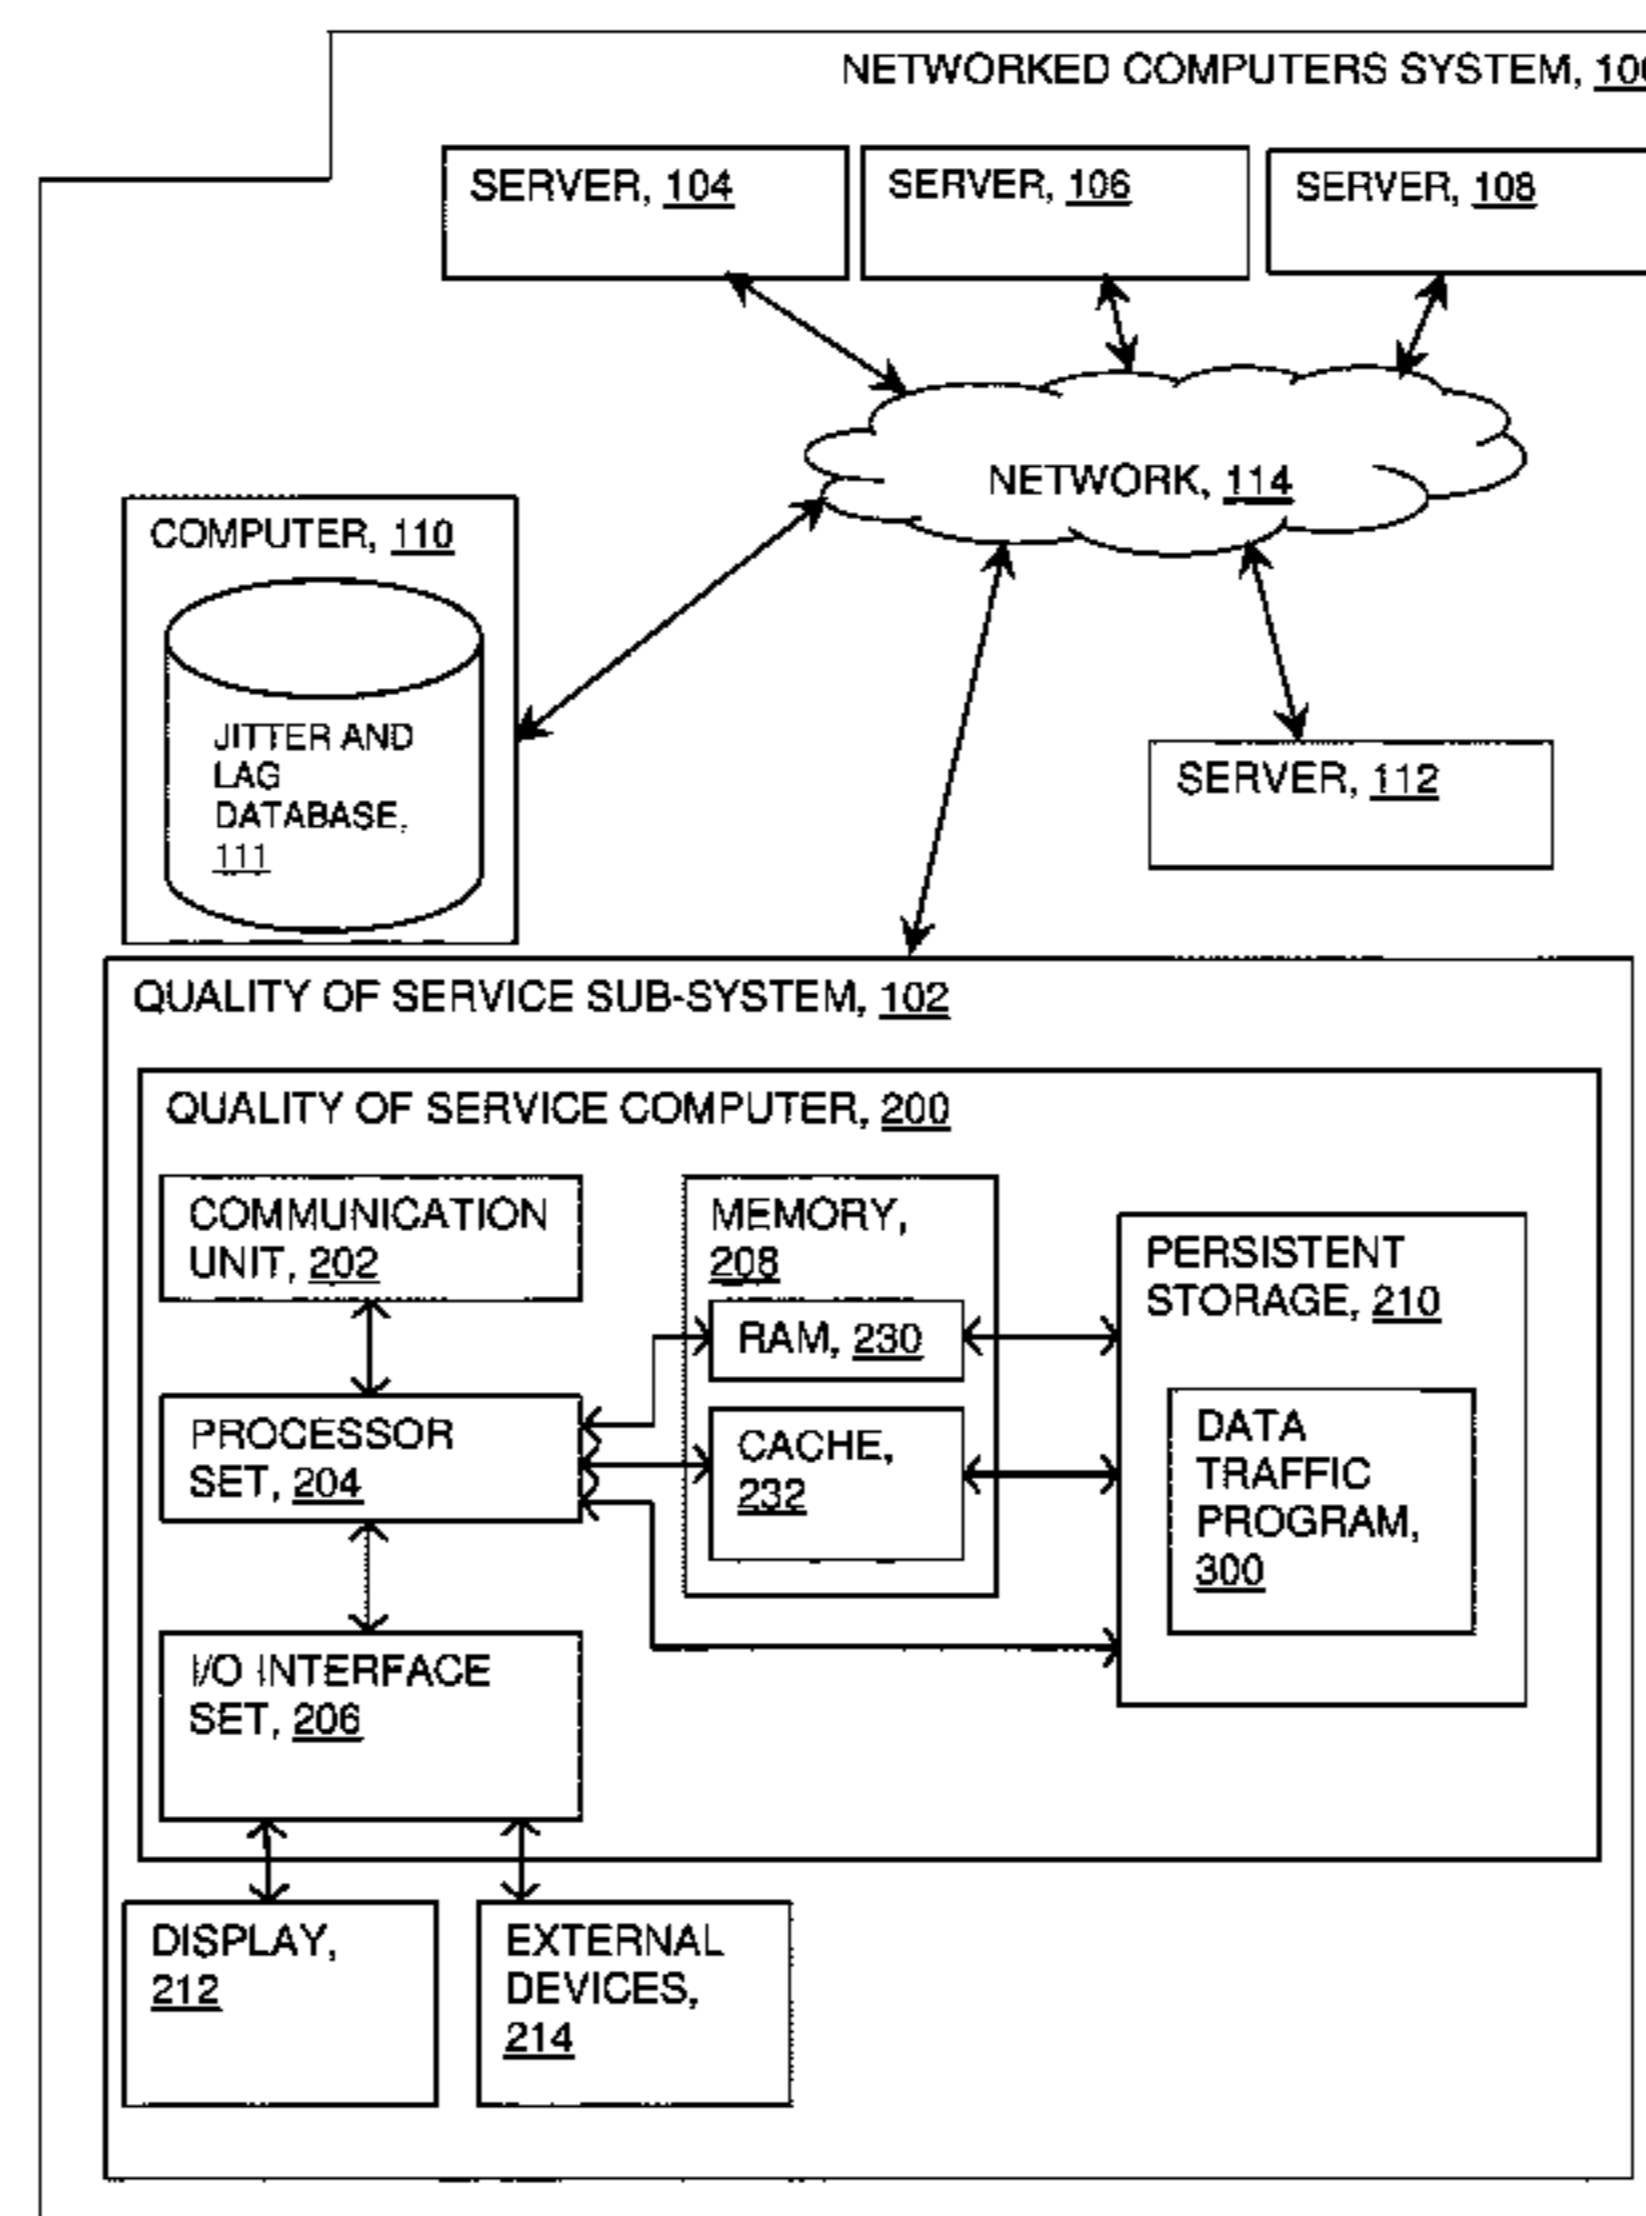 NETWORKED COMPUTERS SYSTEM, 100
SERVER, 104
SERVER, 106
SERVER, 108
NETWORK, 114
COMPUTER, 110
JITTER AND
LAG
DATABASE,
111
SERVER, 112
QUALITY OF SERVICE SUB-SYSTEM, 102
QUALITY OF SERVICE COMPUTER, 200
COMMUNICATION
UNIT, 202
MEMORY,
208
PERSISTENT
STORAGE, 210
RAM, 230
PROCESSOR
SET, 204
CACHE,
232
DATA
TRAFFIC
PROGRAM,
300
I/O INTERFACE
SET, 206
DISPLAY,
212
EXTERNAL
DEVICES,
214